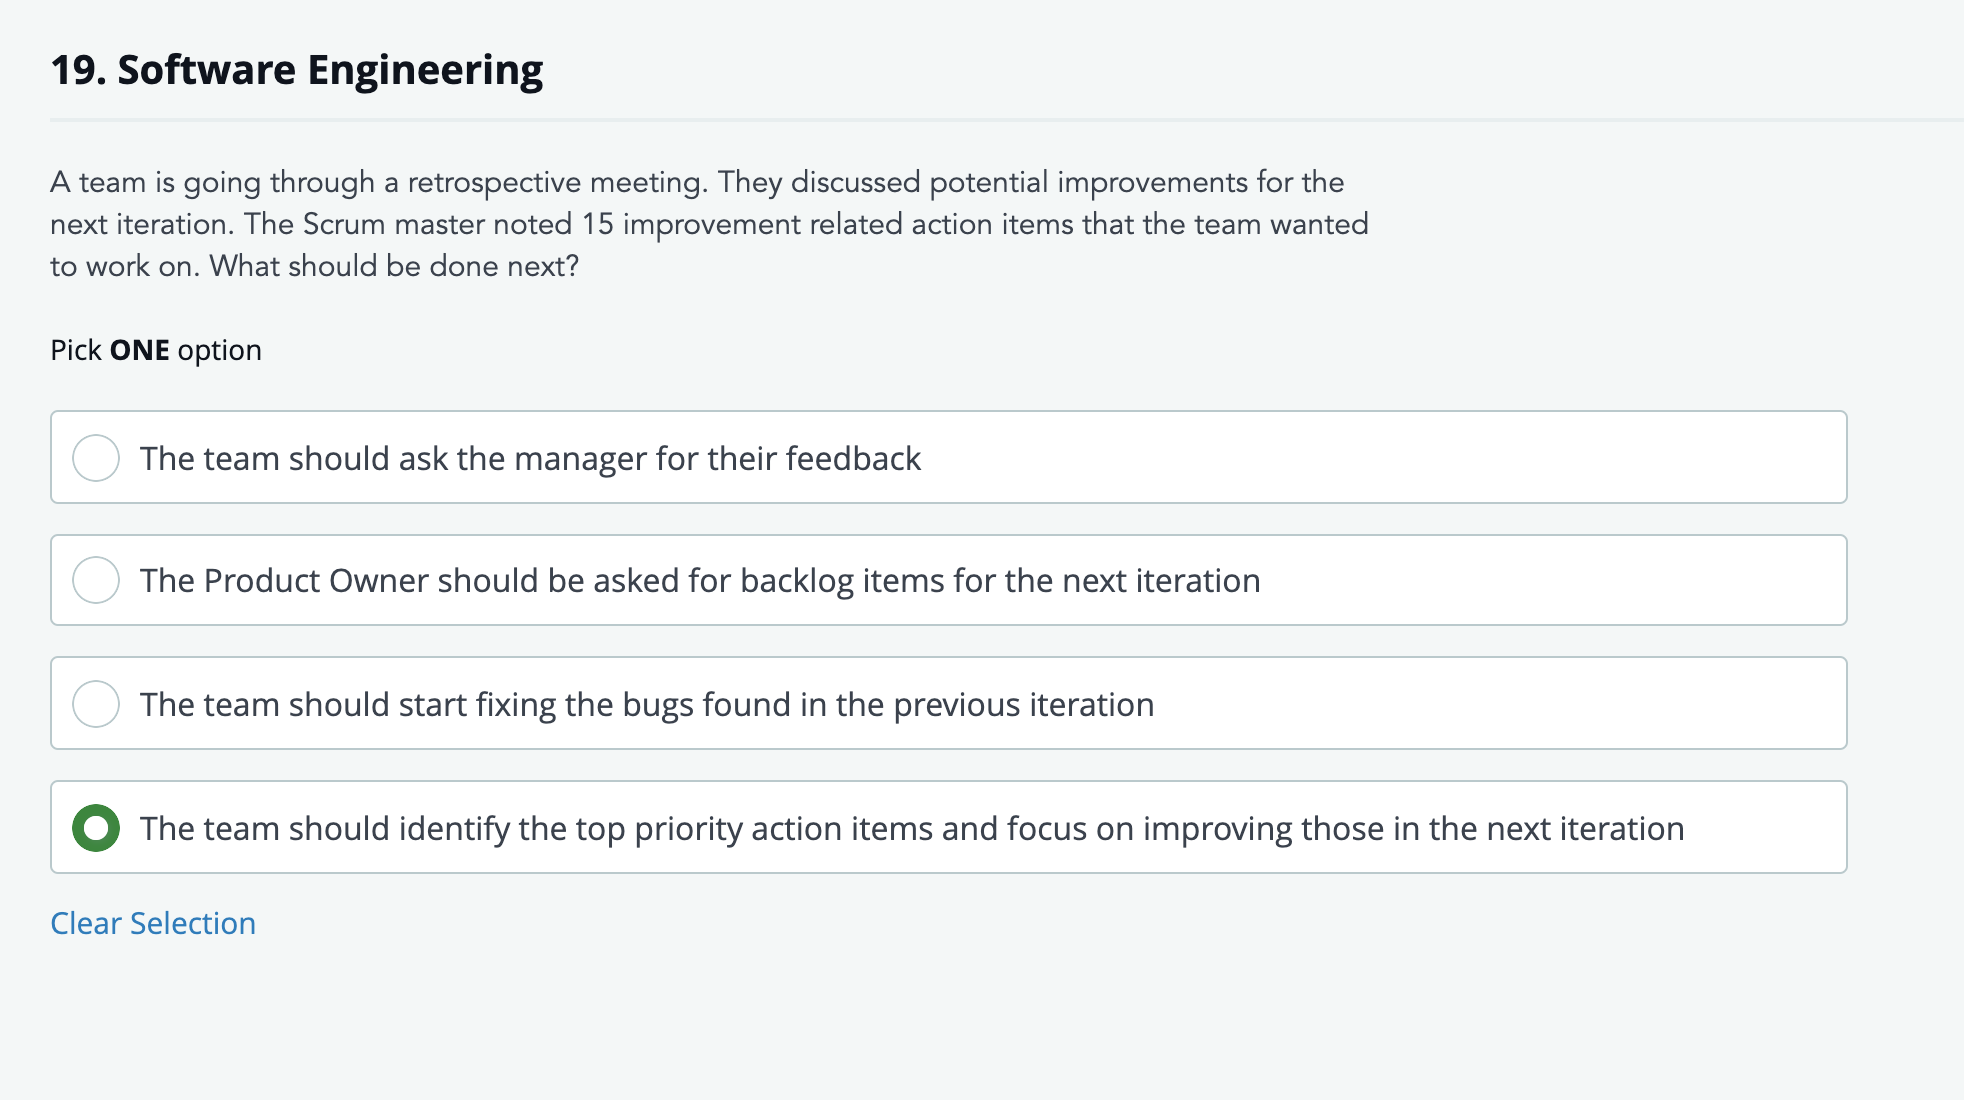 19. Software Engineering
A team is going through a retrospective meeting. They discussed potential improvements for the
next iteration. The Scrum master noted 15 improvement related action items that the team wanted
to work on. What should be done next?
Pick ONE option
The team should ask the manager for their feedback
The Product Owner should be asked for backlog items for the next iteration
The team should start fixing the bugs found in the previous iteration
The team should identify the top priority action items and focus on improving those in the next iteration
Clear Selection